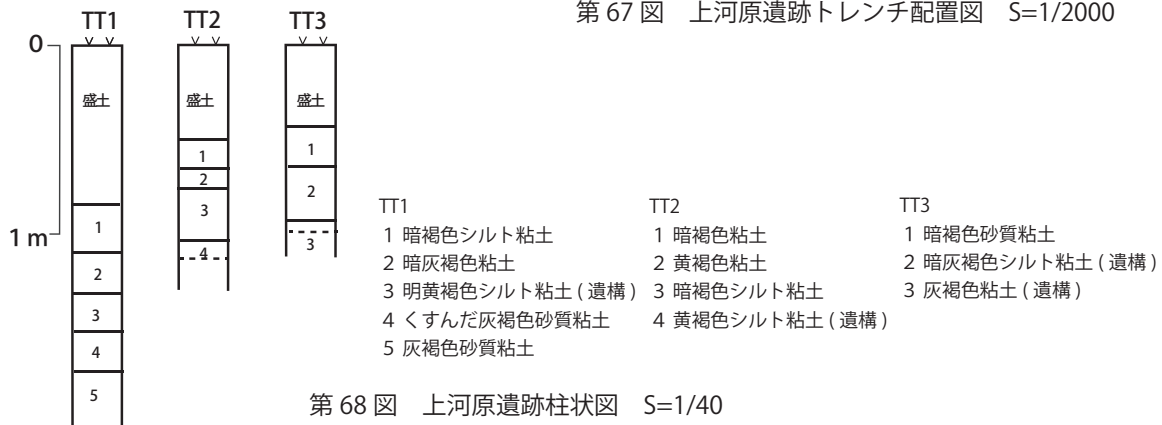 第 67 図　上河原遺跡トレンチ配置図　S=1/2000
TT1
TT2
TT3
0
1 m
盛土
1
2
3
4
5
盛土
1
2
3
4
盛土
1
2
3
TT1
1 暗褐色シルト粘土
2 暗灰褐色粘土
3 明黄褐色シルト粘土 ( 遺構 )
4 くすんだ灰褐色砂質粘土
5 灰褐色砂質粘土
TT2
1 暗褐色粘土
2 黄褐色粘土
3 暗褐色シルト粘土
4 黄褐色シルト粘土 ( 遺構 )
TT3
1 暗褐色砂質粘土
2 暗灰褐色シルト粘土 ( 遺構 )
3 灰褐色粘土 ( 遺構 )
第 68 図　上河原遺跡柱状図　S=1/40